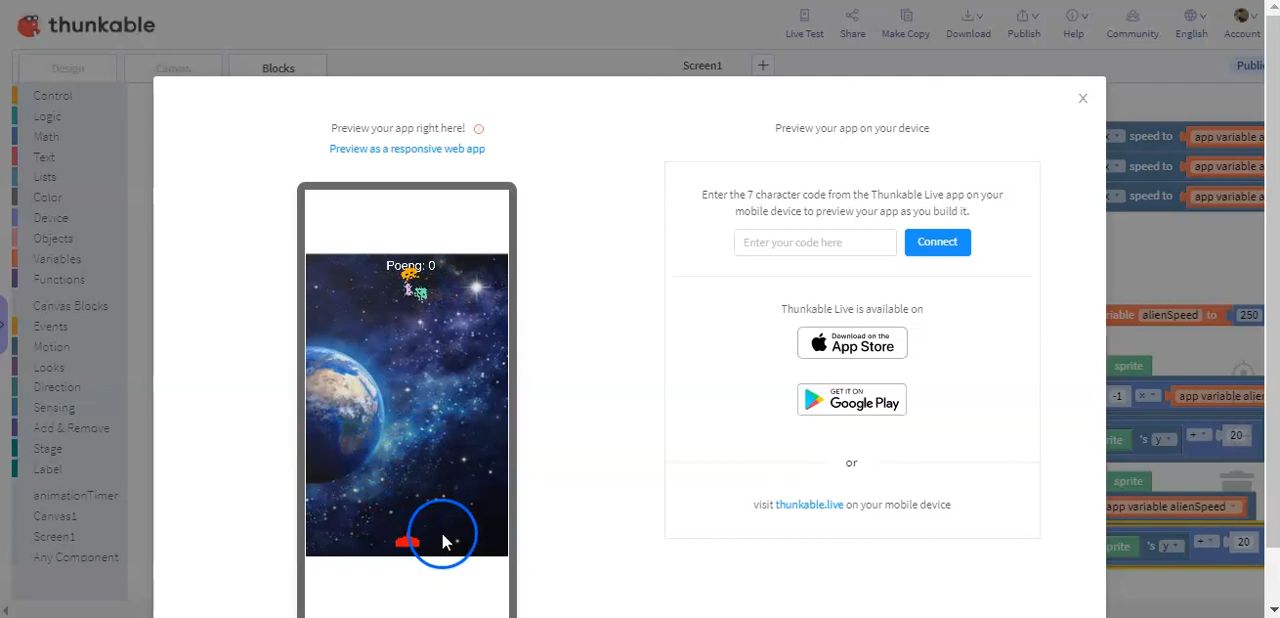 thunkable
Live Test
Share
Make Copy
Download
Publish
Help
Community
English
Account
Design
Canvas
Blocks
Screen1
Control
Logic
Math
Text
Lists
Color
Device
Objects
Variables
Functions
Canvas Blocks
Events
Motion
Looks
Direction
Sensing
Add & Remove
Stage
Label
animationTimer
Canvas1
Screen1
Any Component
Preview your app right here!
Preview as a responsive web app
Poeng: 0
Preview your app on your device
Enter the 7 character code from the Thunkable Live app on your
mobile device to preview your app as you build it.
Enter your code here
Connect
Thunkable Live is available on
Download on the
App Store
GET IT ON
Google Play
or
visit thunkable.live on your mobile device
speed to app variable a
speed to app variable a
speed to app variable a
alienSpeed to 250
sprite
-1 × app variable alien
's y + 20
sprite
app variable alienSpeed
's y + 20